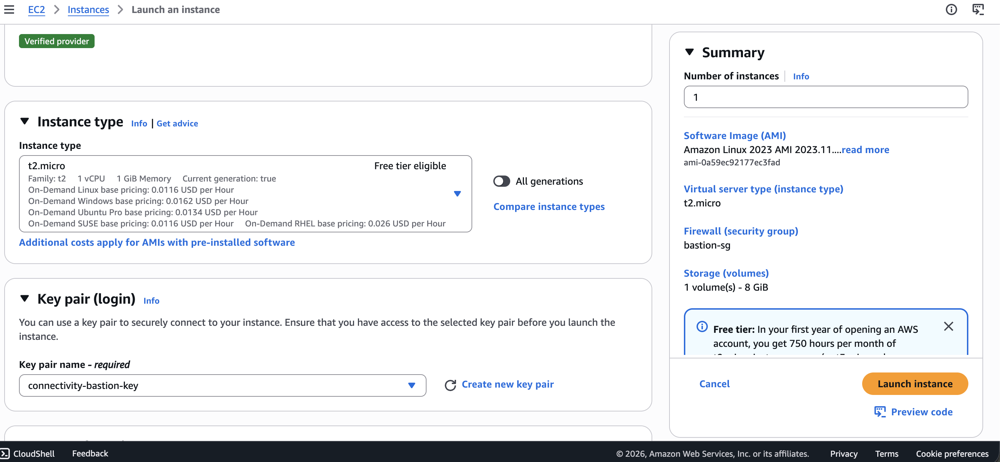 EC2 > Instances > Launch an instance
Verified provider
Instance type Info | Get advice
Instance type
t2.micro Free tier eligible
Family: t2 1 vCPU 1 GiB Memory Current generation: true
On-Demand Linux base pricing: 0.0116 USD per Hour
On-Demand Windows base pricing: 0.0162 USD per Hour
On-Demand Ubuntu Pro base pricing: 0.0134 USD per Hour
On-Demand SUSE base pricing: 0.0116 USD per Hour On-Demand RHEL base pricing: 0.026 USD per Hour
All generations
Compare instance types
Additional costs apply for AMIs with pre-installed software
Key pair (login) Info
You can use a key pair to securely connect to your instance. Ensure that you have access to the selected key pair before you launch the
instance.
Key pair name - required
connectivity-bastion-key
Create new key pair
Summary
Number of instances Info
1
Software Image (AMI)
Amazon Linux 2023 AMI 2023.11....read more
ami-0a59ec92177ec3fad
Virtual server type (instance type)
t2.micro
Firewall (security group)
bastion-sg
Storage (volumes)
1 volume(s) - 8 GiB
Free tier: In your first year of opening an AWS
account, you get 750 hours per month of
Cancel
Launch instance
Preview code
CloudShell Feedback © 2026, Amazon Web Services, Inc. or its affiliates. Privacy Terms Cookie preferences